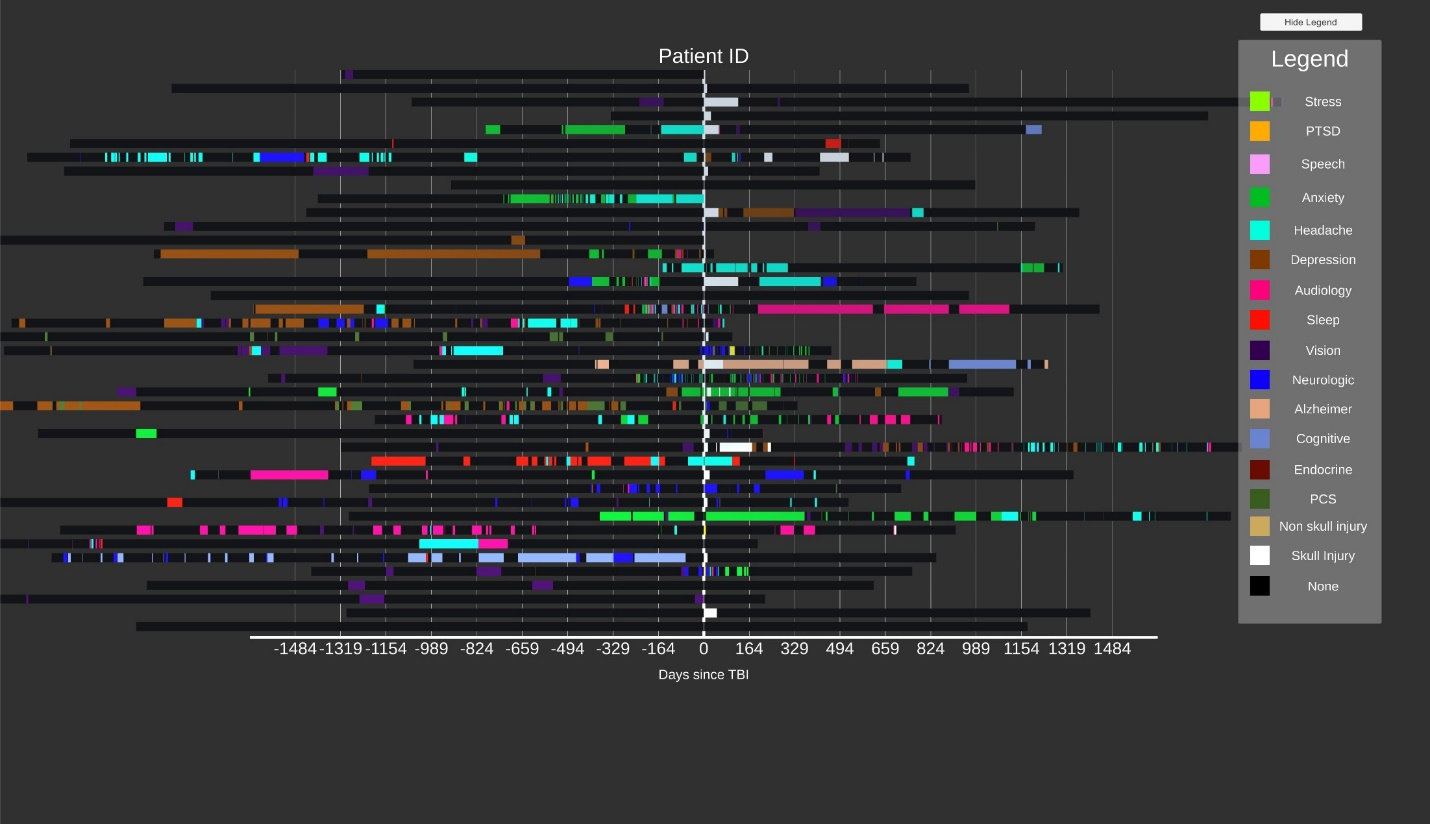 Hide Legend
Patient ID
Legend
Stress
PTSD
Speech
Anxiety
Headache
Depression
Audiology
Sleep
Vision
Neurologic
Alzheimer
Cognitive
Endocrine
PCS
Non skull injury
Skull Injury
None
-1484 -1319 -1154 -989 -824 -659 -494 -329 -164 0 164 329 494 659 824 989 1154 1319 1484
Days since TBI